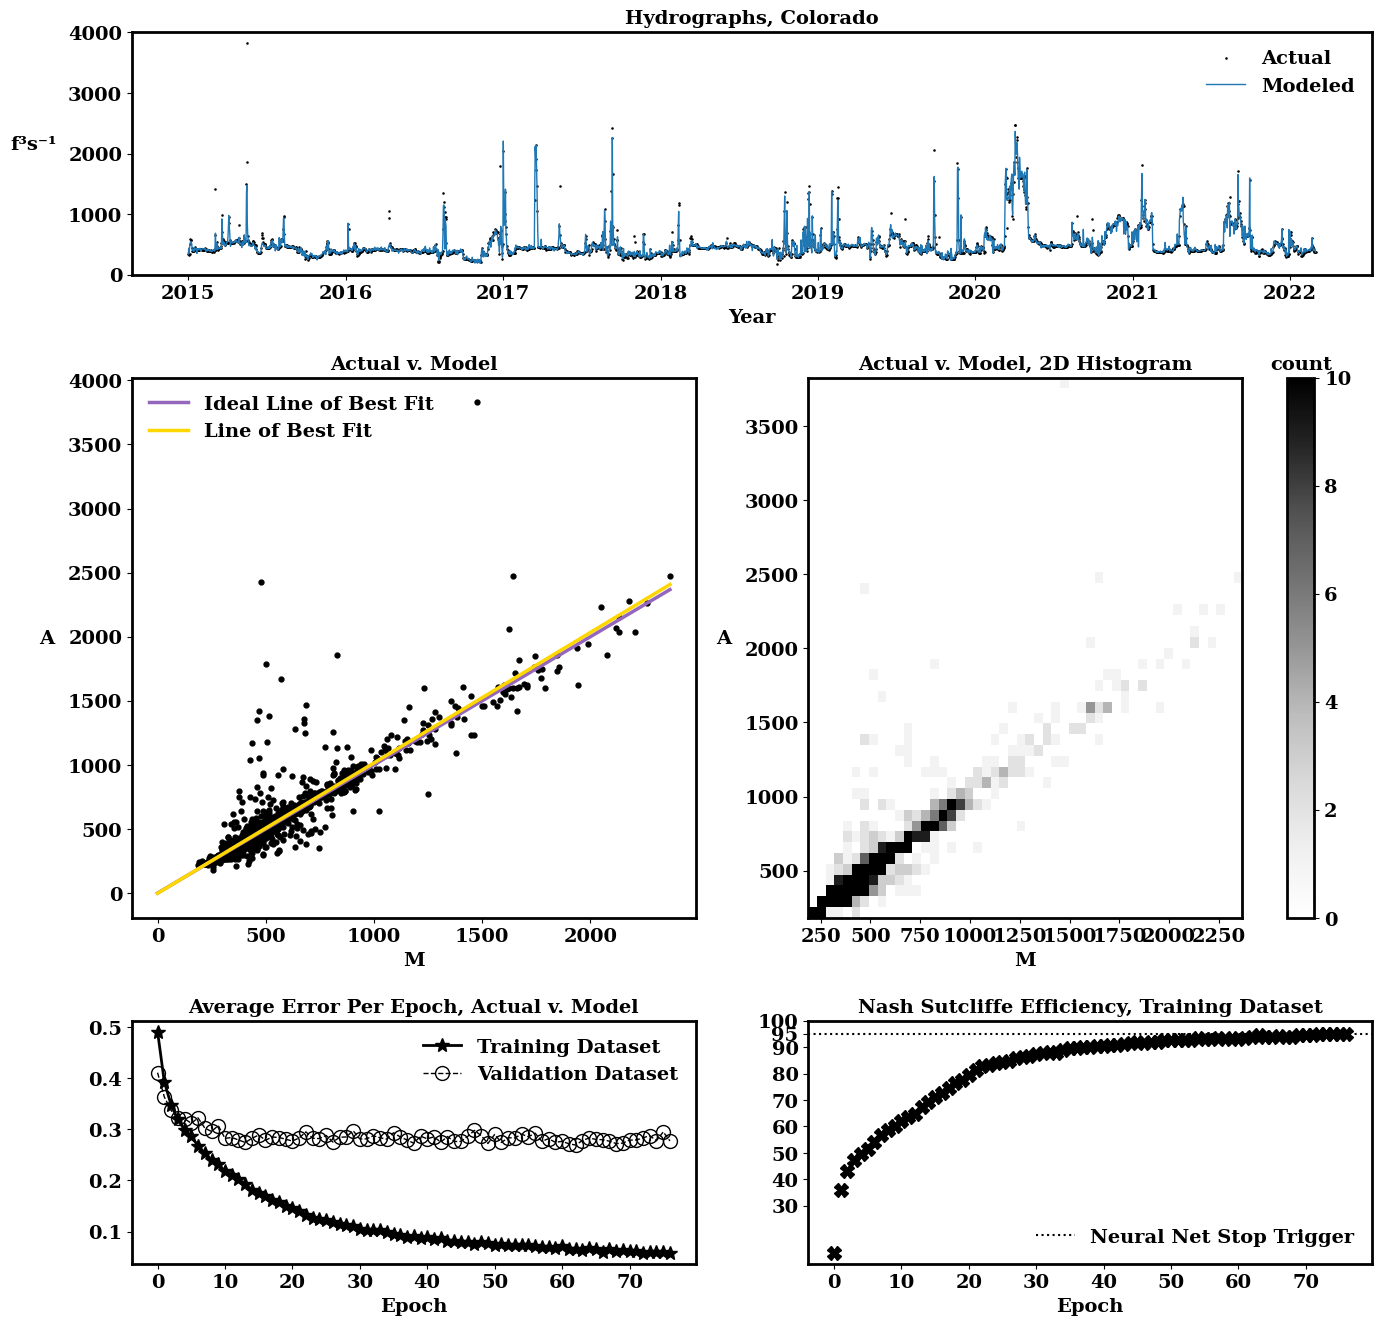 Hydrographs, Colorado
4000
3000
f³s⁻¹
2000
1000
0
Actual
Modeled
2015 2016 2017 2018 2019 2020 2021 2022
Year
Actual v. Model
4000
3500
3000
2500
A
2000
1500
1000
500
0
Ideal Line of Best Fit
Line of Best Fit
0 500 1000 1500 2000
M
Actual v. Model, 2D Histogram
3500
3000
2500
A
2000
1500
1000
500
250 500 750 1000 1250 1500 1750 2000 2250
M
count
10
8
6
4
2
0
Average Error Per Epoch, Actual v. Model
0.5
0.4
0.3
0.2
0.1
Training Dataset
Validation Dataset
0 10 20 30 40 50 60 70
Epoch
Nash Sutcliffe Efficiency, Training Dataset
100
95
90
80
70
60
50
40
30
Neural Net Stop Trigger
0 10 20 30 40 50 60 70
Epoch